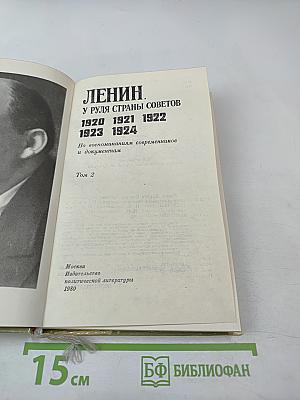 ЛЕНИН
У РУЛЯ СТРАНЫ СОВЕТОВ
1920 1921 1922
1923 1924
По воспоминаниям современников
и документам
Том 2
Москва
Издательство
политической литературы
1980
15 СМ
БФ БИБЛИОФАН